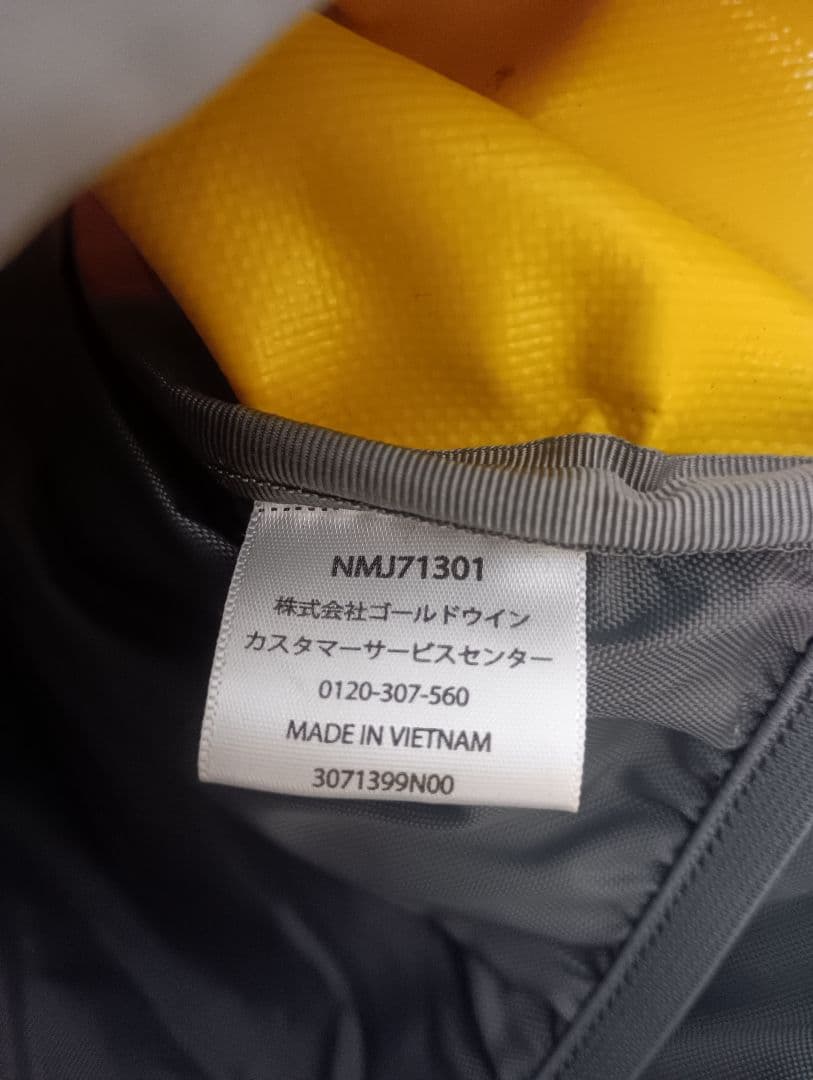 NMJ71301
株式会社ゴールドウイン
カスタマーサービスセンター
0120-307-560
MADE IN VIETNAM
3071399N00